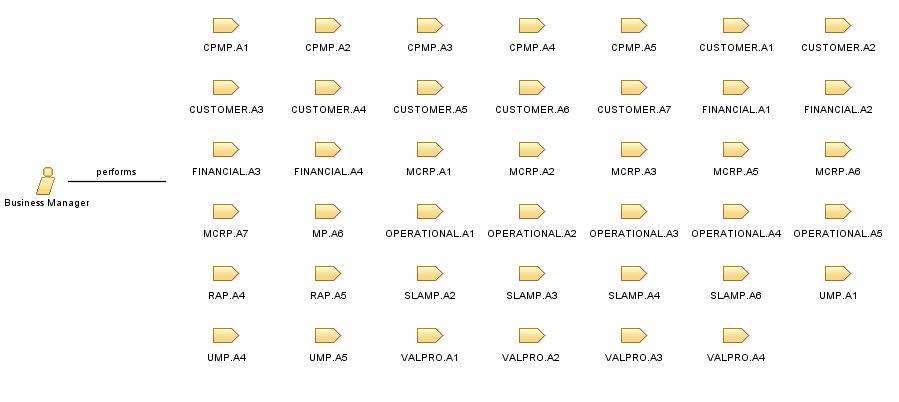 CPMP.A1 CPMP.A2 CPMP.A3 CPMP.A4 CPMP.A5 CUSTOMER.A1 CUSTOMER.A2
CUSTOMER.A3 CUSTOMER.A4 CUSTOMER.A5 CUSTOMER.A6 CUSTOMER.A7 FINANCIAL.A1 FINANCIAL.A2
performs
FINANCIAL.A3 FINANCIAL.A4 MCRP.A1 MCRP.A2 MCRP.A3 MCRP.A5 MCRP.A6
Business Manager
MCRP.A7 MP.A6 OPERATIONAL.A1 OPERATIONAL.A2 OPERATIONAL.A3 OPERATIONAL.A4 OPERATIONAL.A5
RAP.A4 RAP.A5 SLAMP.A2 SLAMP.A3 SLAMP.A4 SLAMP.A6 UMP.A1
UMP.A4 UMP.A5 VALPRO.A1 VALPRO.A2 VALPRO.A3 VALPRO.A4